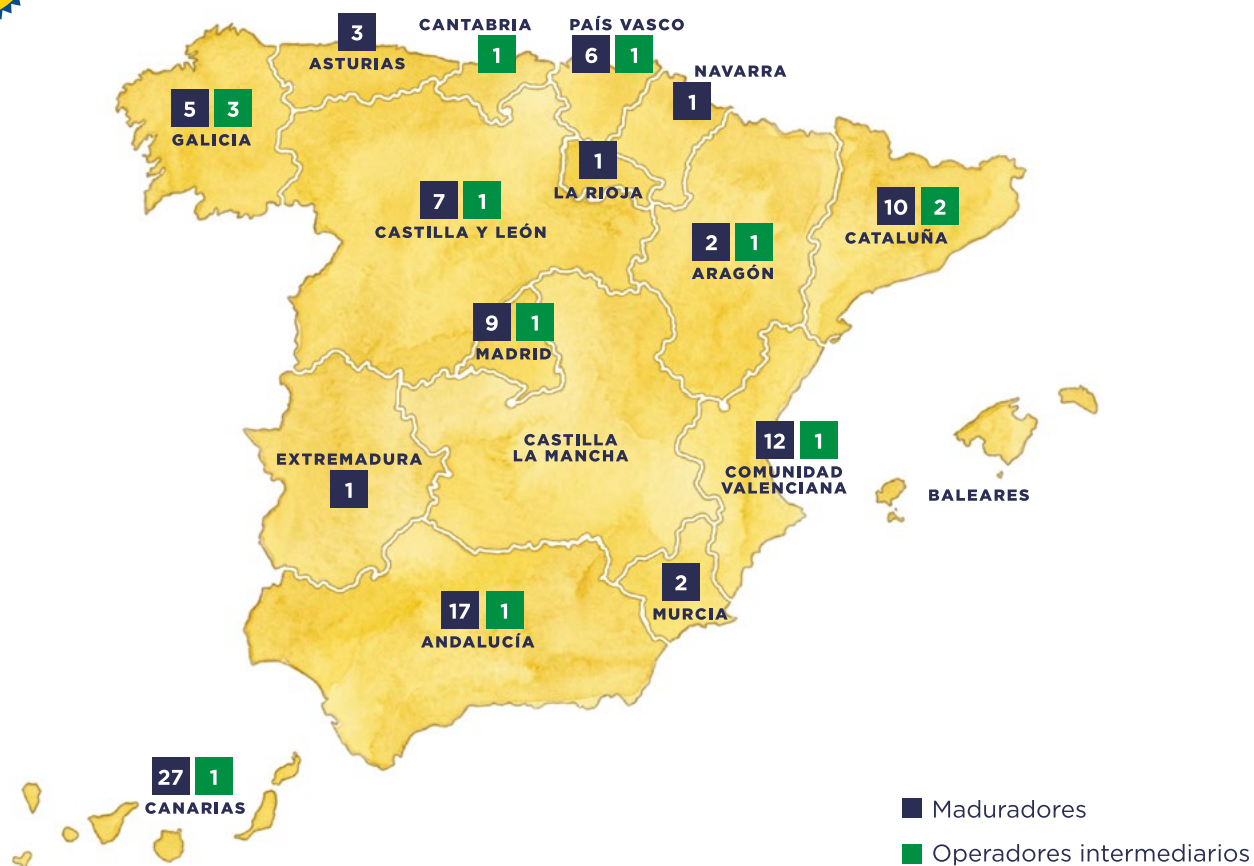 CANTABRIA
1
PAÍS VASCO
6 1
3
ASTURIAS
NAVARRA
1
5 3
GALICIA
1
LA RIOJA
7 1
CASTILLA Y LEÓN
10 2
CATALUÑA
2 1
ARAGÓN
9 1
MADRID
CASTILLA
LA MANCHA
12 1
COMUNIDAD
VALENCIANA
EXTREMADURA
1
BALEARES
2
MURCIA
17 1
ANDALUCÍA
27 1
CANARIAS
Maduradores
Operadores intermediarios